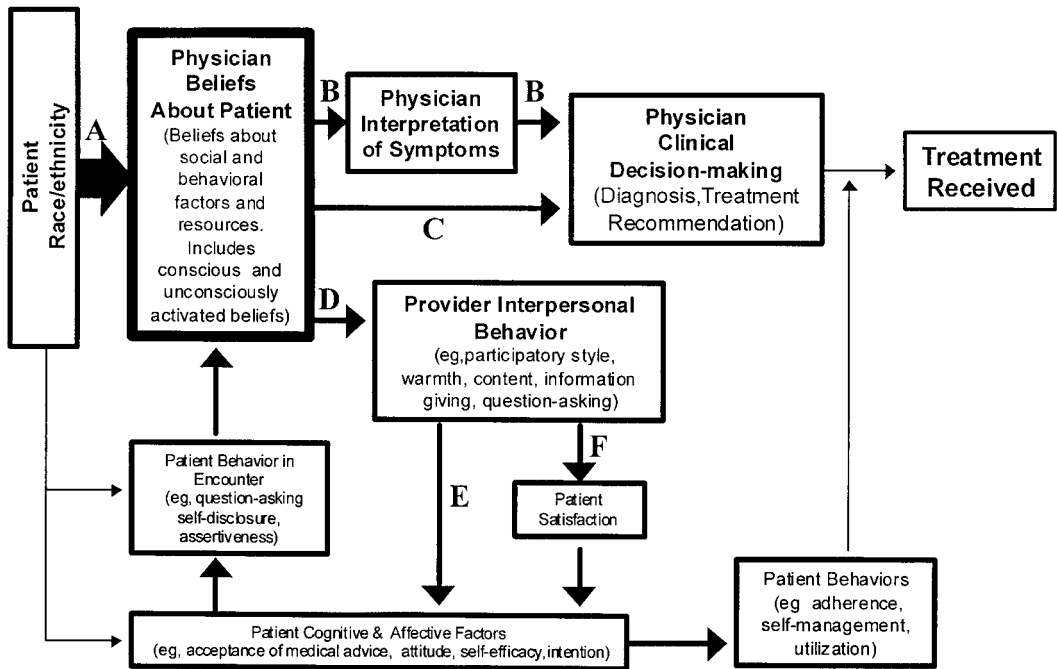 Patient
Race/ethnicity
A
Physician
Beliefs
About Patient
(Beliefs about
social and
behavioral
factors and
resources.
Includes
conscious and
unconsciously
activated beliefs)
B
Physician
Interpretation
of Symptoms
B
Physician
Clinical
Decision-making
(Diagnosis,Treatment
Recommendation)
Treatment
Received
C
D
Provider Interpersonal
Behavior
(eg,participatory style,
warmth, content, information
giving, question-asking)
E
F
Patient
Satisfaction
Patient Behavior in
Encounter
(eg, question-asking
self-disclosure,
assertiveness)
Patient Cognitive & Affective Factors
(eg, acceptance of medical advice, attitude, self-efficacy,intention)
Patient Behaviors
(eg adherence,
self-management,
utilization)